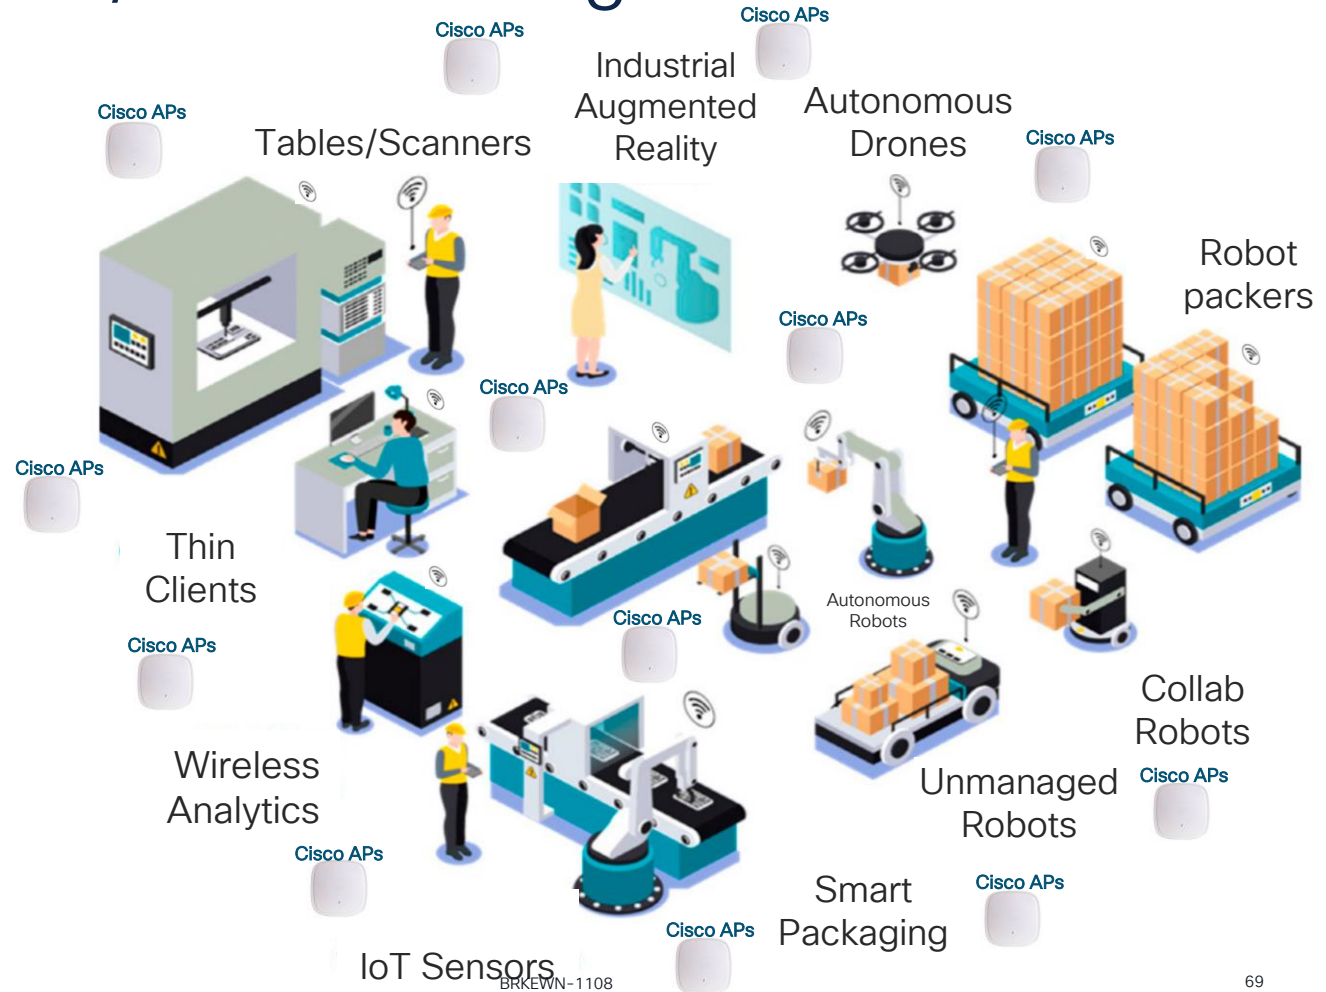 Cisco APs
Cisco APs
Industrial
Augmented
Reality
Autonomous
Drones
Cisco APs
Tables/Scanners
Cisco APs
Robot
packers
Cisco APs
Cisco APs
Cisco APs
Thin
Clients
Autonomous
Robots
Cisco APs
Cisco APs
Collab
Robots
Wireless
Analytics
Unmanaged
Robots
Cisco APs
Cisco APs
Smart
Packaging
Cisco APs
Cisco APs
IoT Sensors
BRKEWN-1108
69